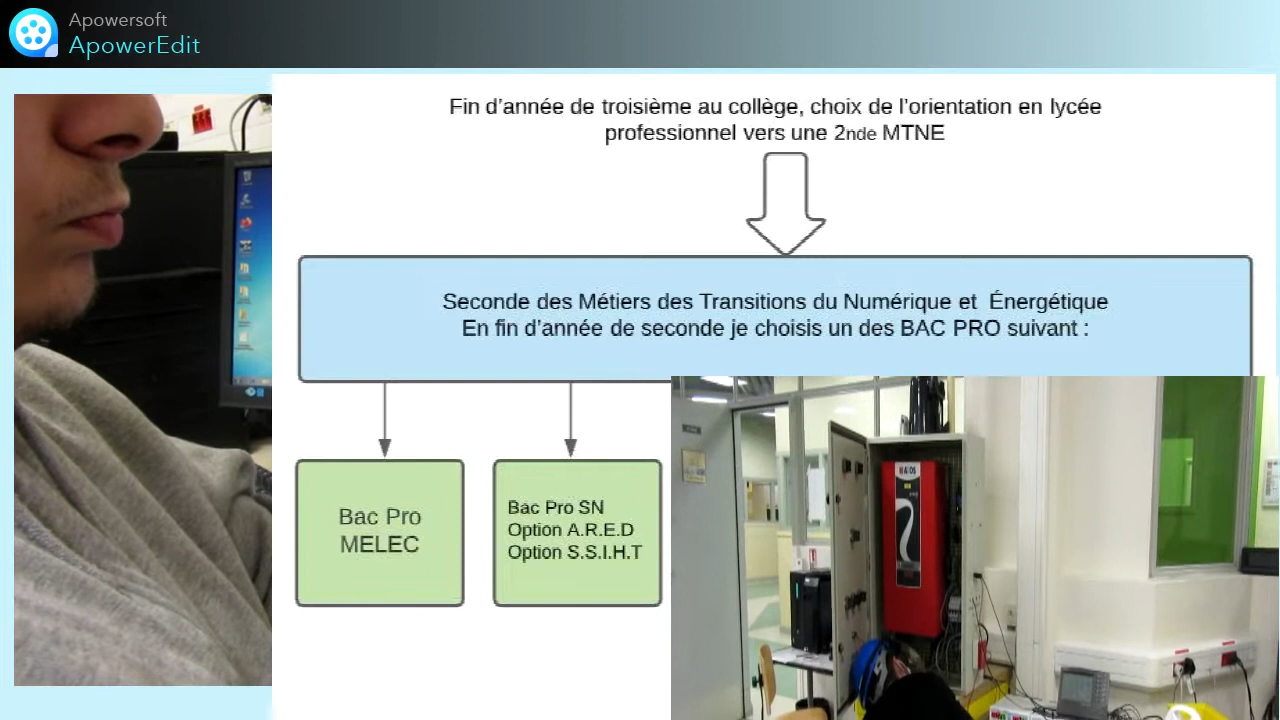 Apowersoft
ApowerEdit
Fin d'année de troisième au collège, choix de l'orientation en lycée
professionnel vers une 2nde MTNE
Seconde des Métiers des Transitions du Numérique et Énergétique
En fin d'année de seconde je choisis un des BAC PRO suivant :
Bac Pro
MELEC
Bac Pro SN
Option A.R.E.D
Option S.S.I.H.T